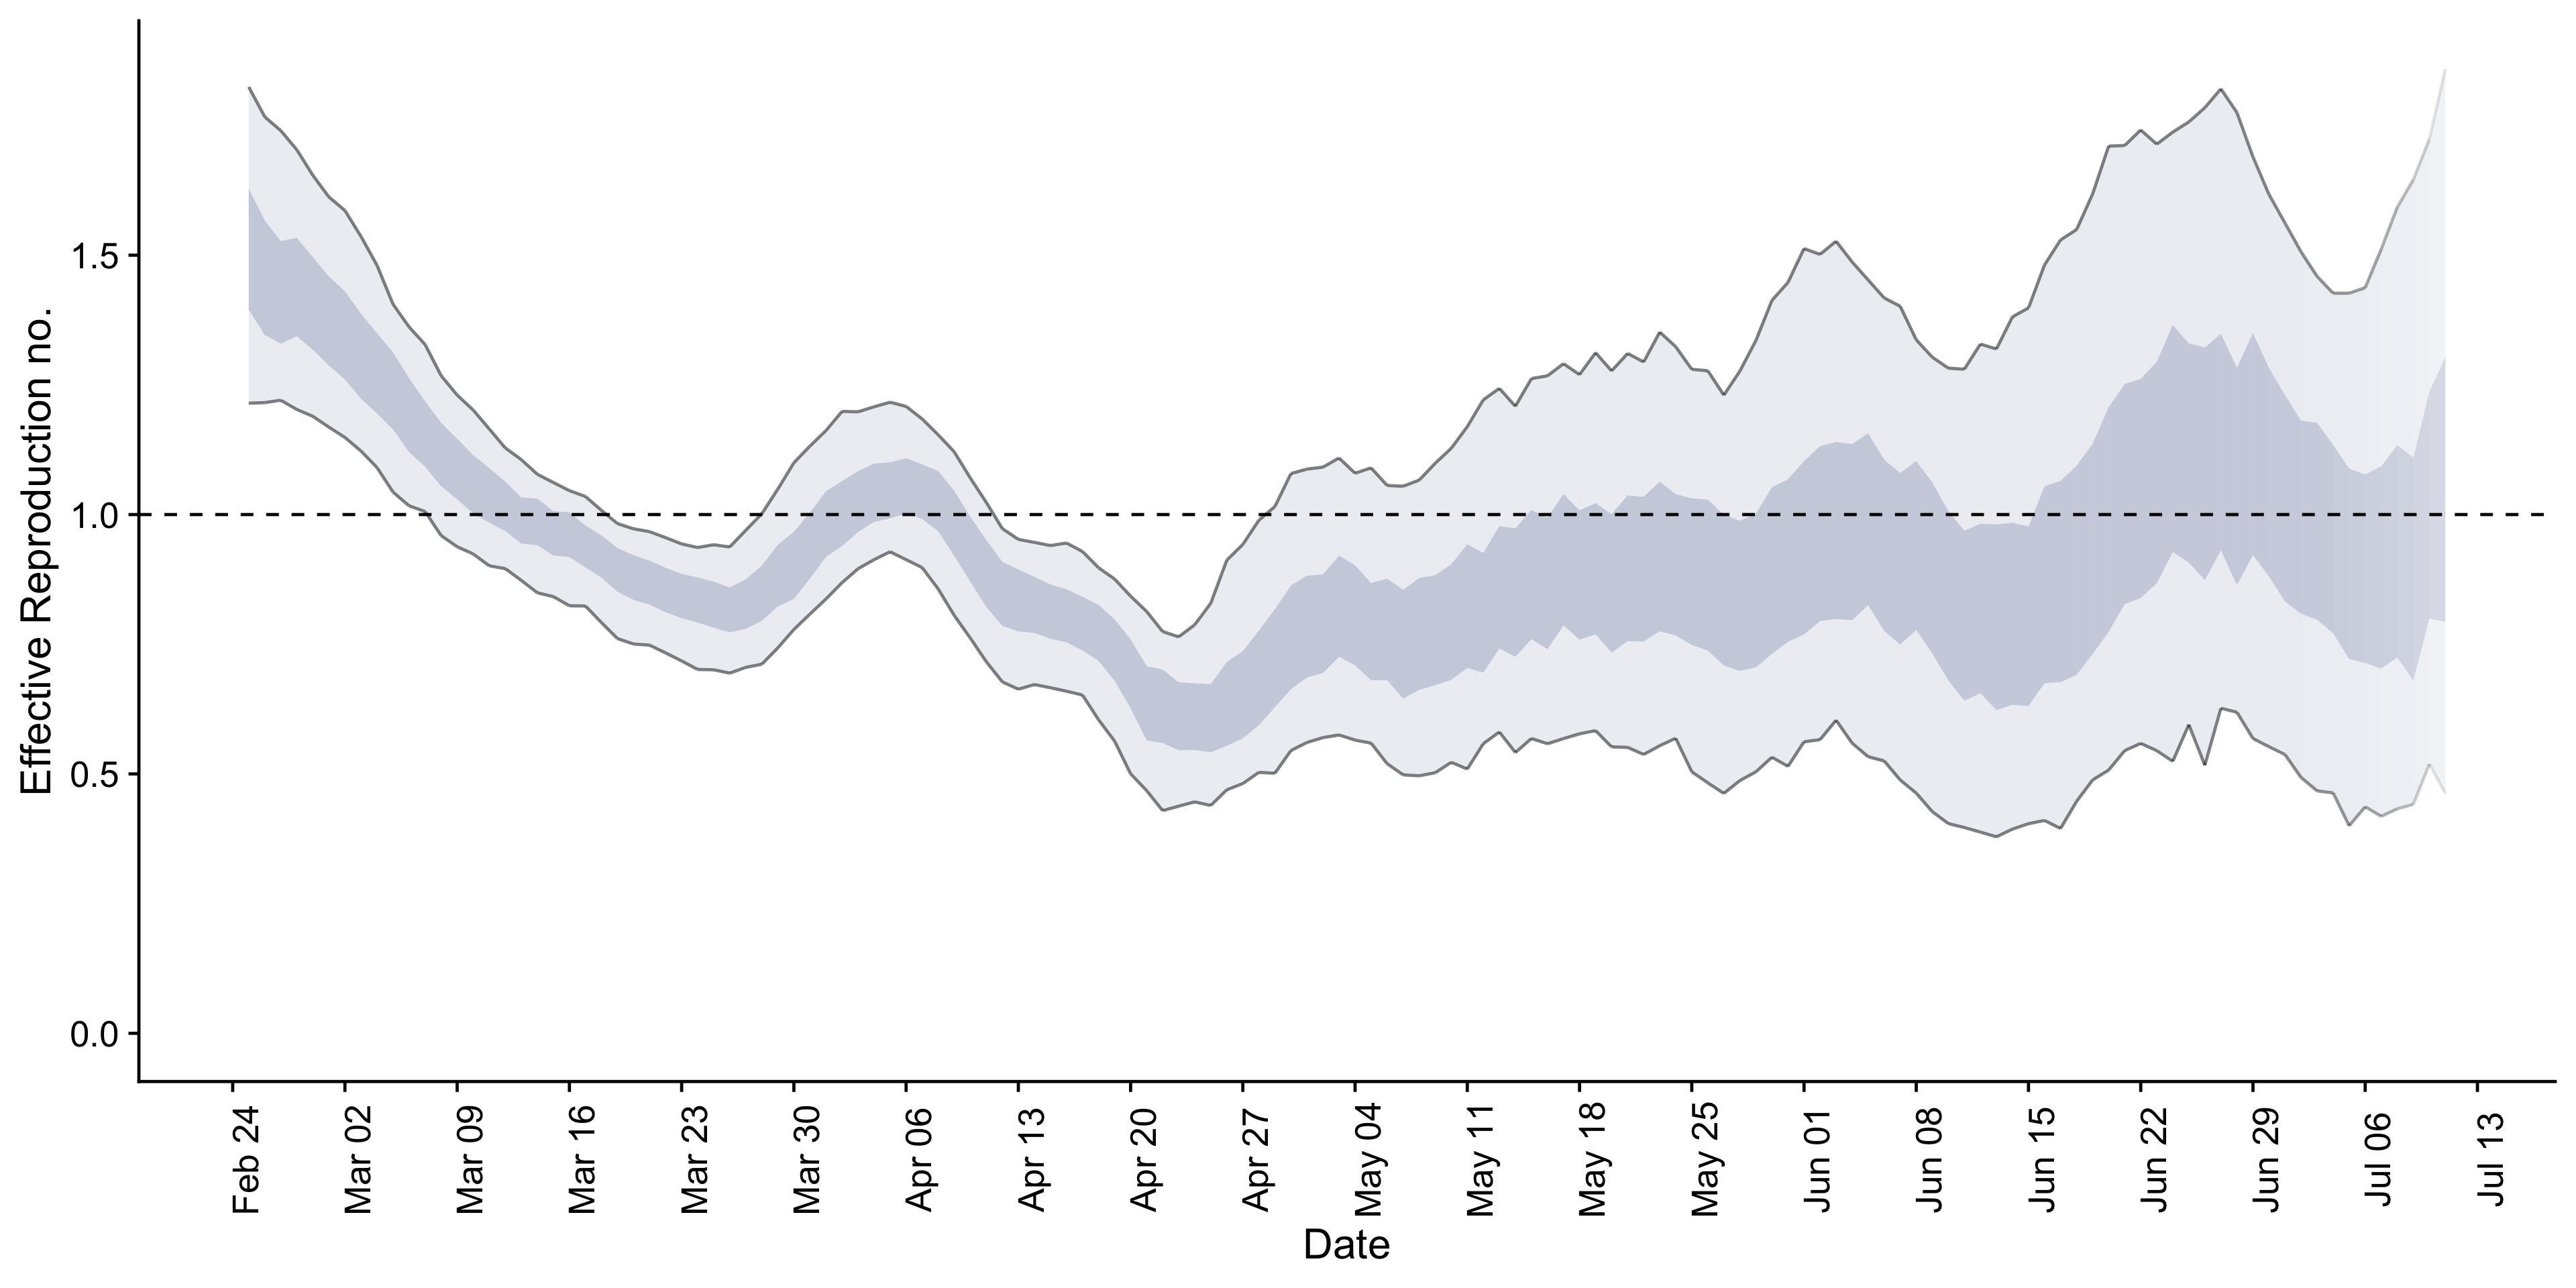 Effective Reproduction no.
1.5
1.0
0.5
0.0
Feb 24
Mar 02
Mar 09
Mar 16
Mar 23
Mar 30
Apr 06
Apr 13
Apr 20
Apr 27
May 04
May 11
May 18
May 25
Jun 01
Jun 08
Jun 15
Jun 22
Jun 29
Jul 06
Jul 13
Date